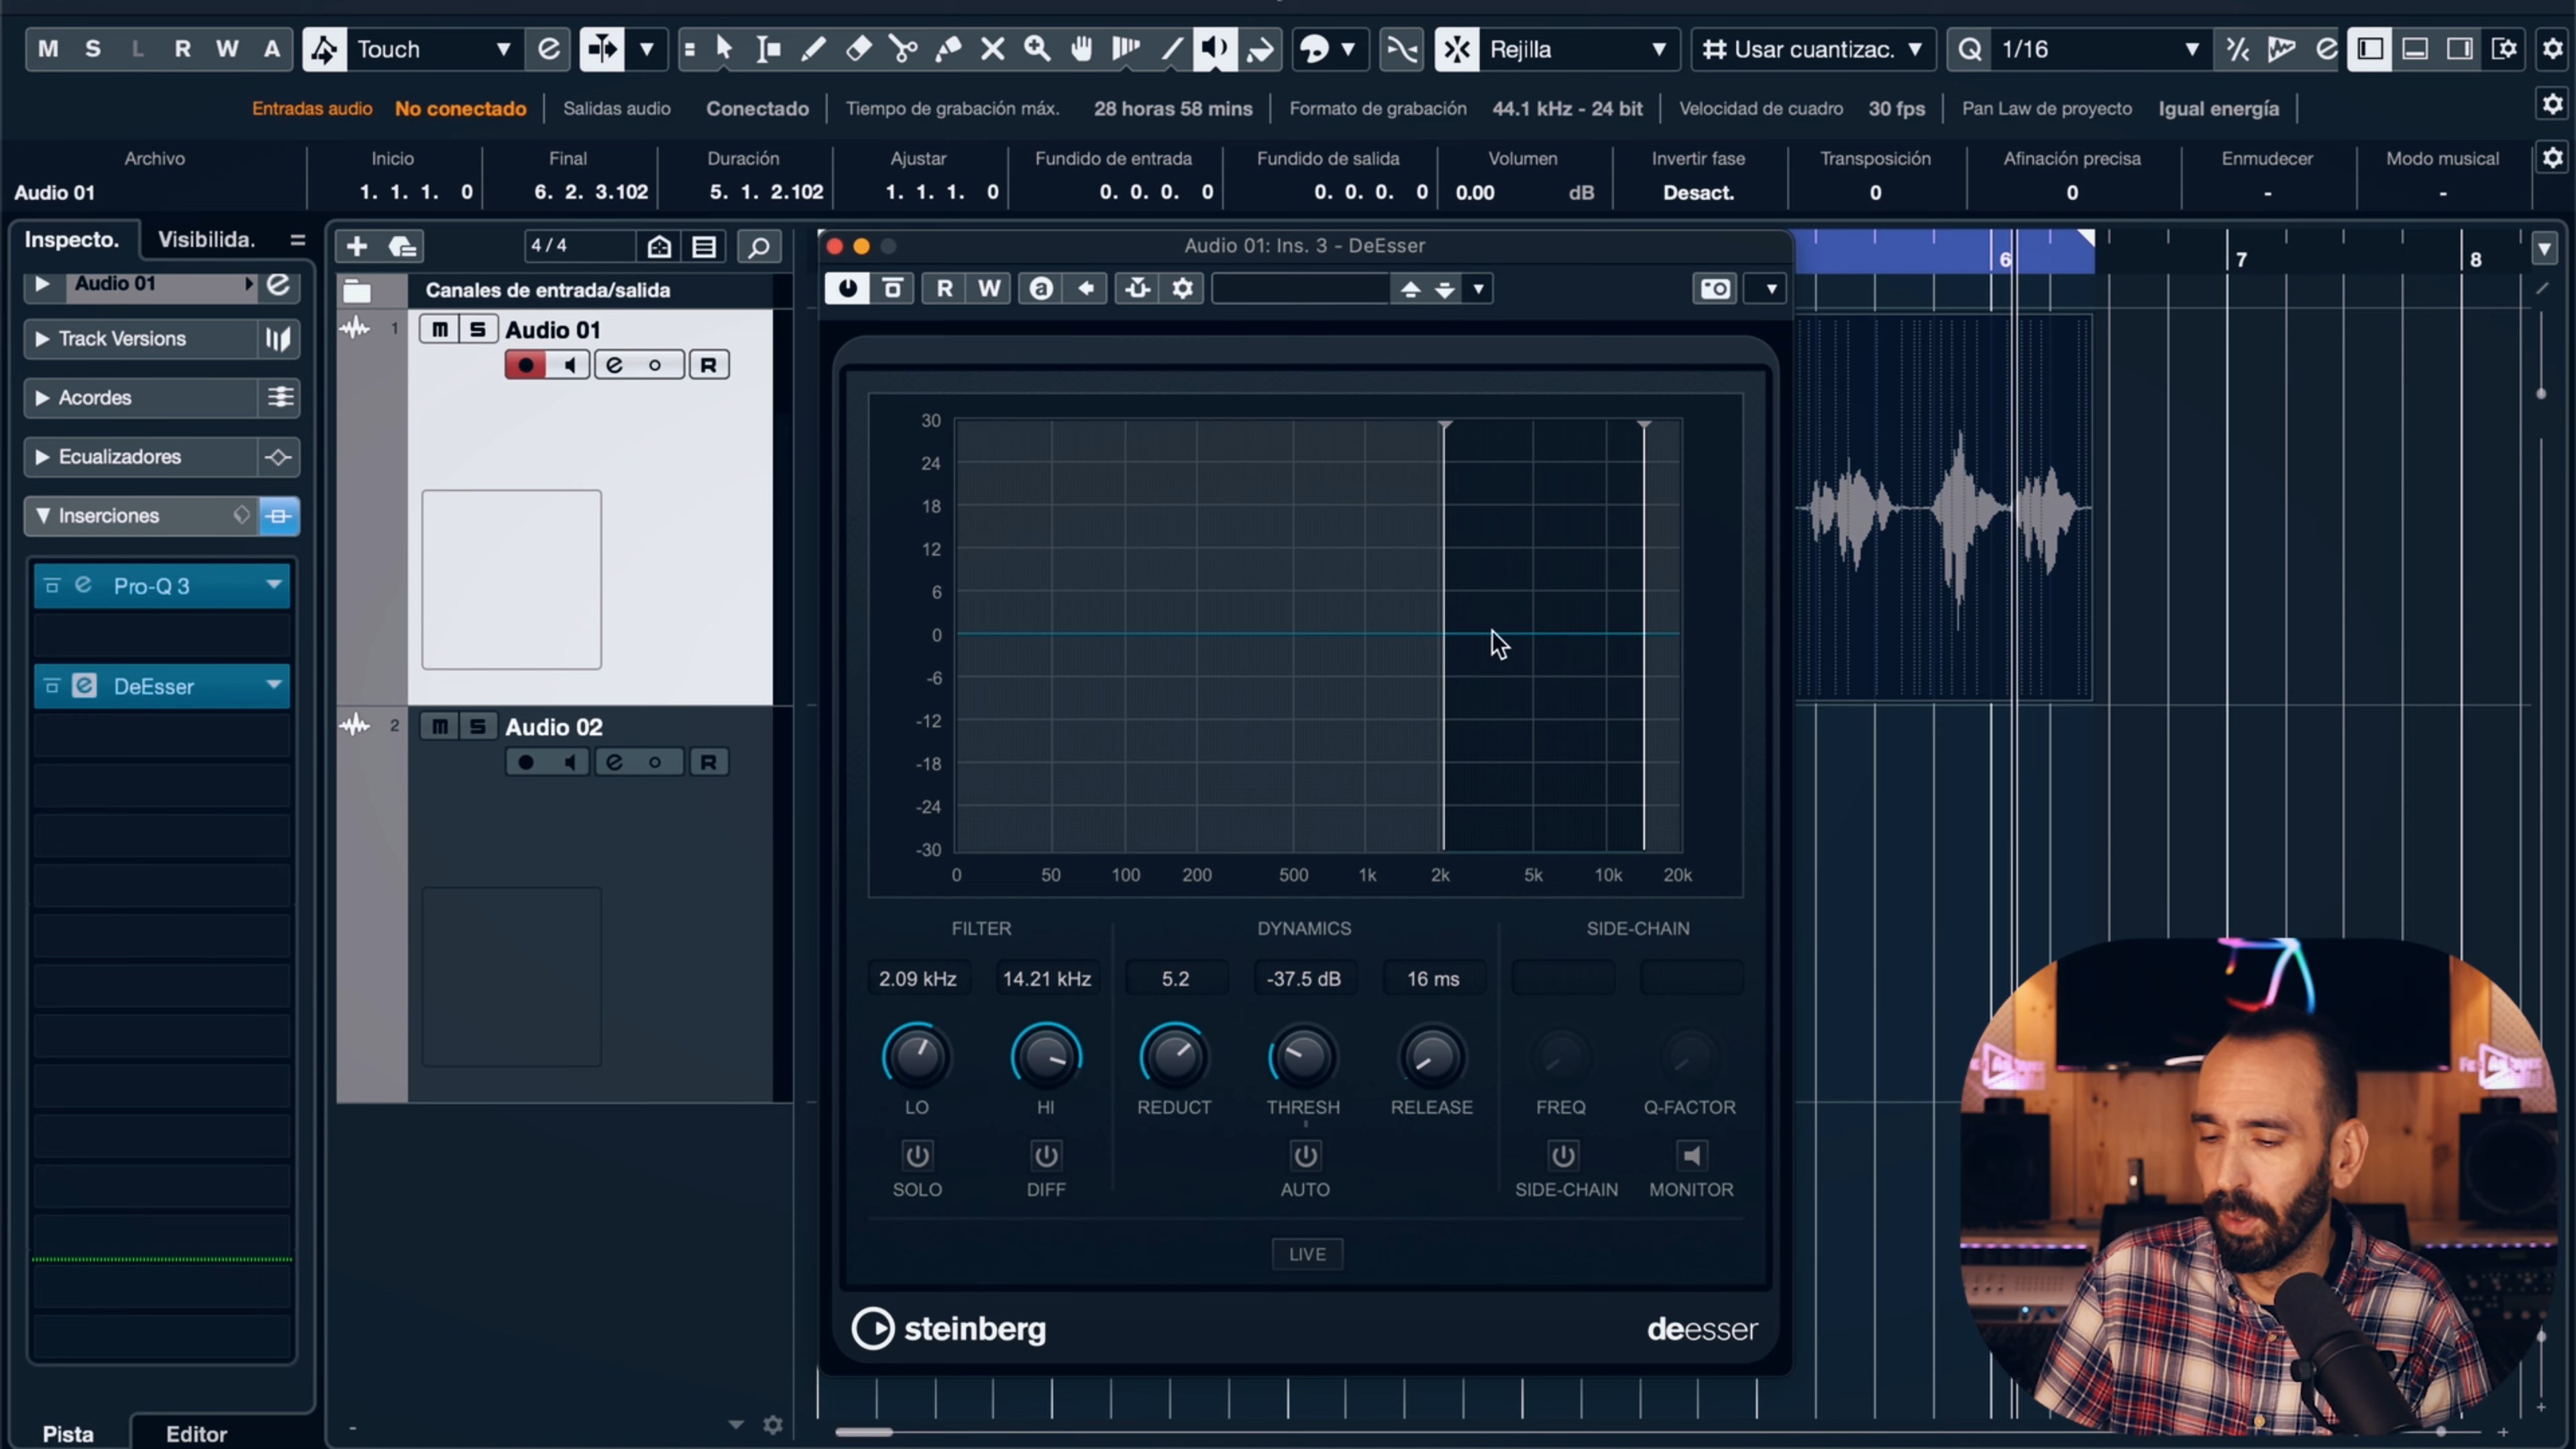 M S L R W A Touch Rejilla Usar cuantizac. Q 1/16
Entradas audio No conectado Salidas audio Conectado Tiempo de grabación máx. 28 horas 58 mins Formato de grabación 44.1 kHz - 24 bit Velocidad de cuadro 30 fps Pan Law de proyecto Igual energía
Archivo Inicio Final Duración Ajustar Fundido de entrada Fundido de salida Volumen Invertir fase Transposición Afinación precisa Enmudecer Modo musical
Audio 01 1. 1. 1. 0 6. 2. 3.102 5. 1. 2.102 1. 1. 1. 0 0. 0. 0. 0 0. 0. 0. 0 0.00 dB Desact. 0 0 - -
Inspecto. Visibilida.
Audio 01
Track Versions
Acordes
Ecualizadores
Inserciones
Pro-Q 3
DeEsser
Pista Editor
4 / 4
Canales de entrada/salida
1 m S Audio 01
R
2 m S Audio 02
R
Audio 01: Ins. 3 - DeEsser
R W a
6 7 8
30
24
18
12
6
0
-6
-12
-18
-24
-30
0 50 100 200 500 1k 2k 5k 10k 20k
FILTER DYNAMICS SIDE-CHAIN
2.09 kHz 14.21 kHz 5.2 -37.5 dB 16 ms
LO HI REDUCT THRESH RELEASE FREQ Q-FACTOR
SOLO DIFF AUTO SIDE-CHAIN MONITOR
LIVE
steinberg deesser